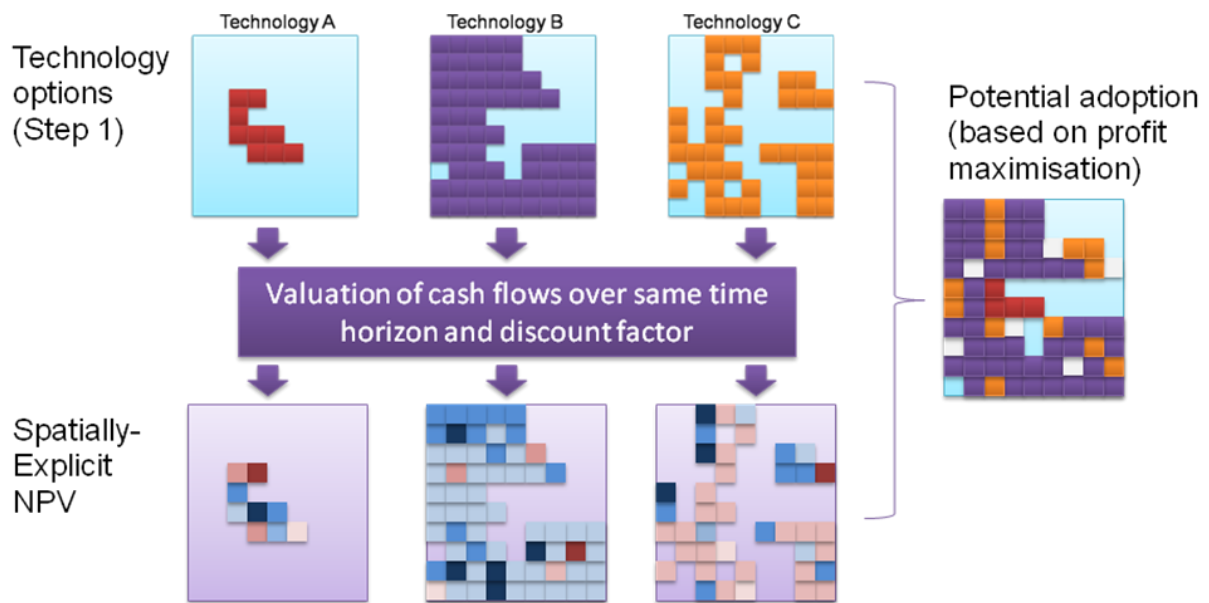 Technology A
Technology B
Technology C
Technology
options
(Step 1)
Potential adoption
(based on profit
maximisation)
Valuation of cash flows over same time
horizon and discount factor
Spatially-
Explicit
NPV